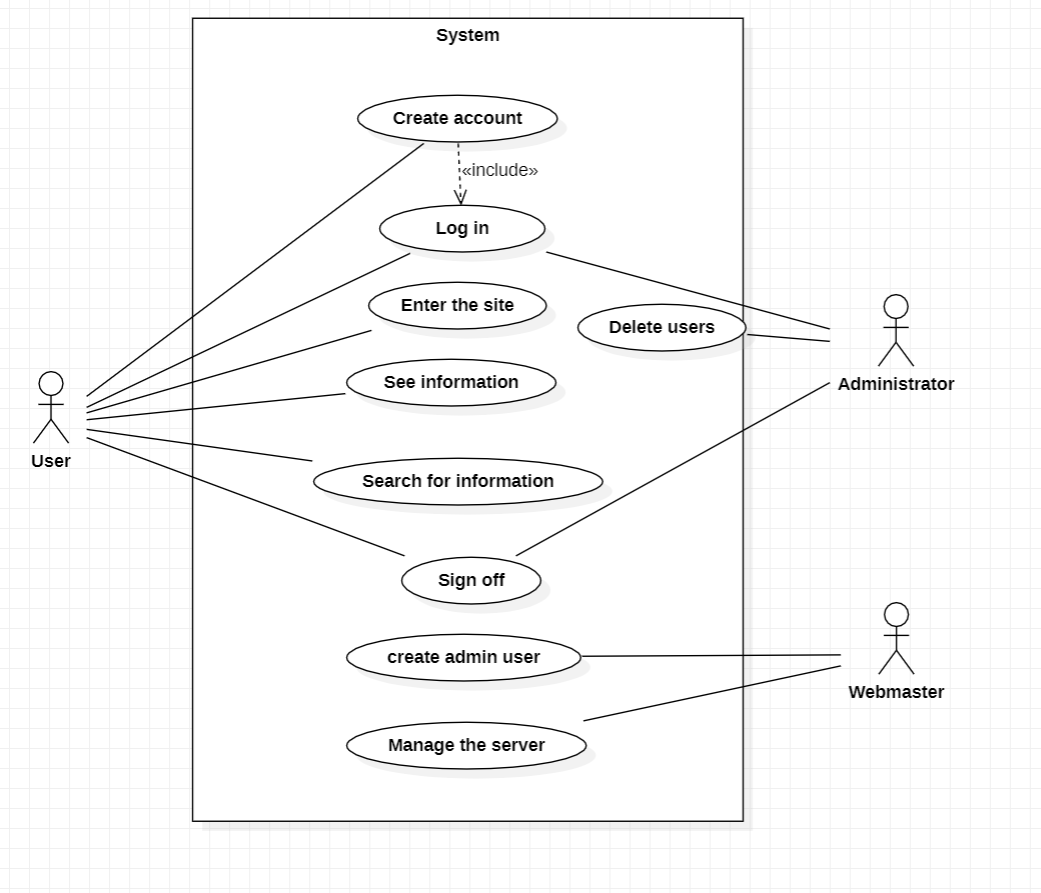 System
Create account
«include»
Log in
Enter the site
Delete users
See information
Administrator
User
Search for information
Sign off
create admin user
Webmaster
Manage the server